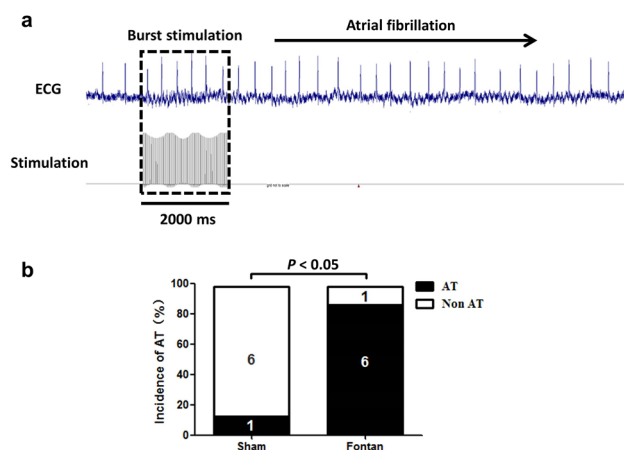 a
Burst stimulation
Atrial fibrillation
ECG
Stimulation
2000 ms
b
P < 0.05
AT
Non AT
Incidence of AT (%)
100
80
60
40
20
0
6
1
1
6
Sham
Fontan